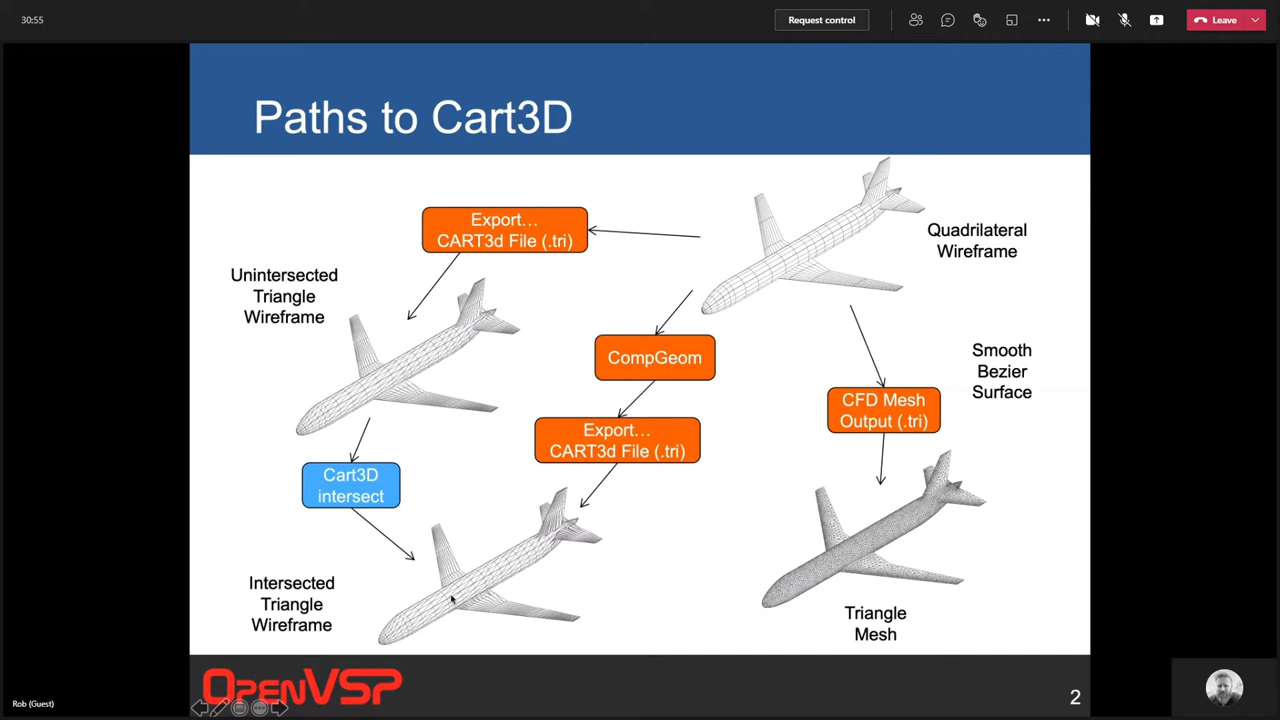 30:55
Request control
Leave
Paths to Cart3D
Export…
CART3d File (.tri)
Quadrilateral
Wireframe
Unintersected
Triangle
Wireframe
CompGeom
Smooth
Bezier
Surface
CFD Mesh
Output (.tri)
Export…
CART3d File (.tri)
Cart3D
intersect
Intersected
Triangle
Wireframe
Triangle
Mesh
OPENVSP
2
Rob (Guest)